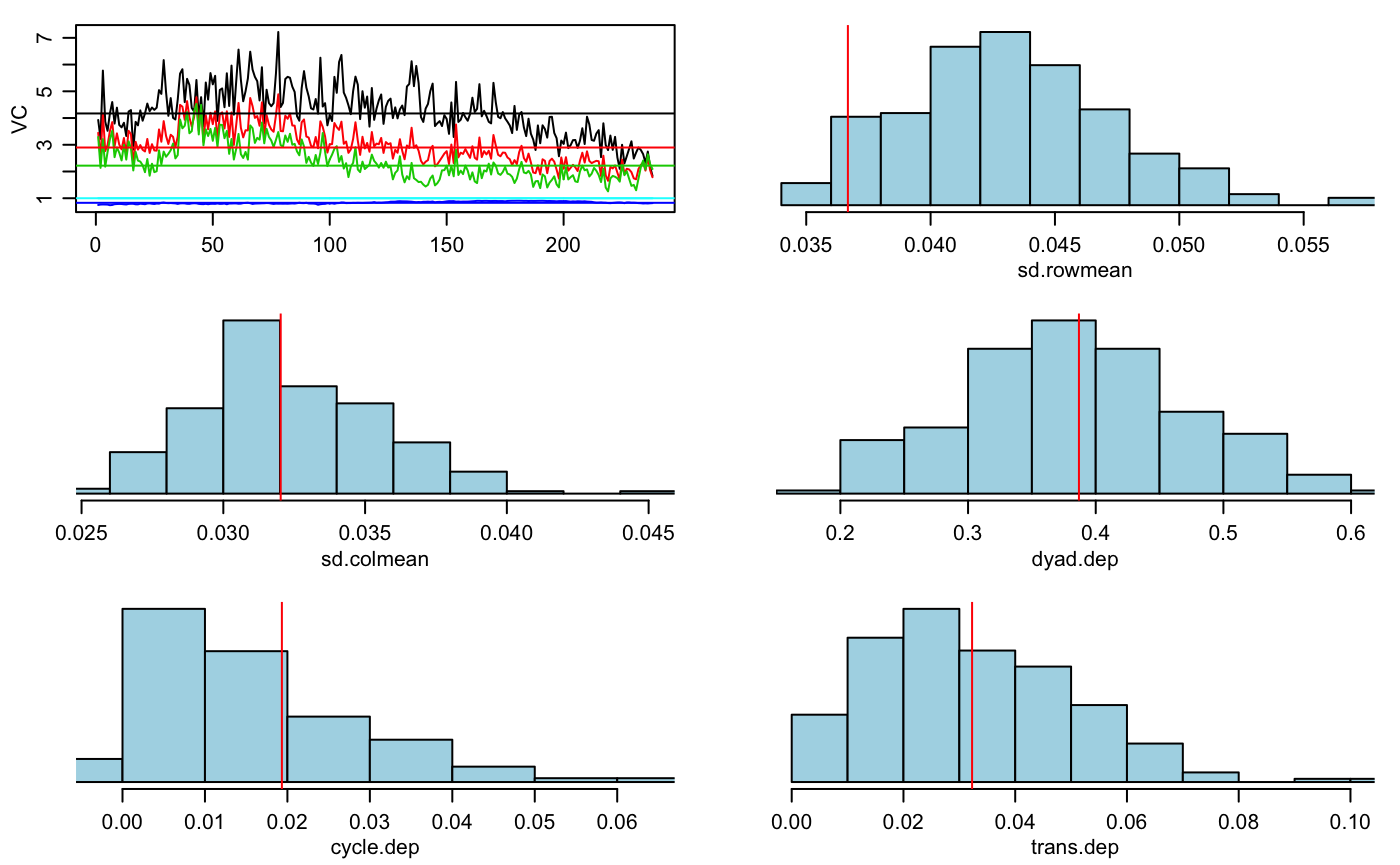 7
5
3
1
VC
0 50 100 150 200
0.035 0.040 0.045 0.050 0.055
sd.rowmean
0.025 0.030 0.035 0.040 0.045
sd.colmean
0.2 0.3 0.4 0.5 0.6
dyad.dep
0.00 0.01 0.02 0.03 0.04 0.05 0.06
cycle.dep
0.00 0.02 0.04 0.06 0.08 0.10
trans.dep